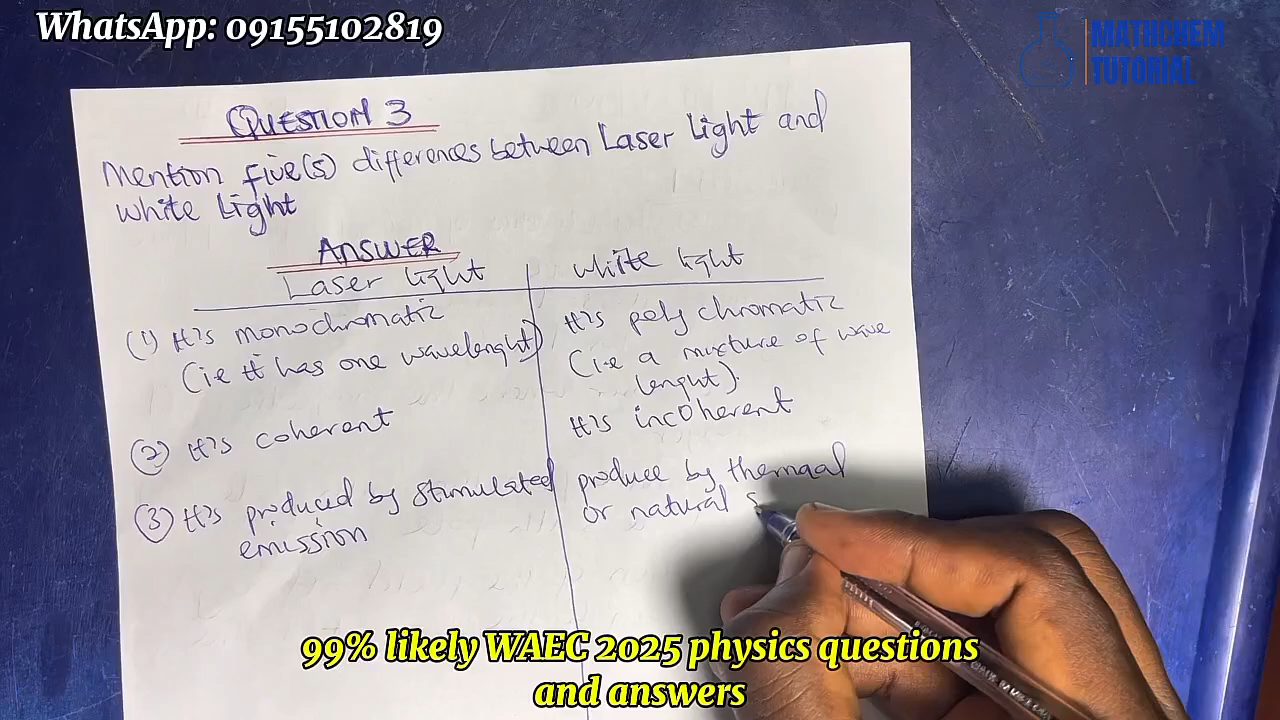 WhatsApp: 09155102819
MATHCHEM
TUTORIAL
QUESTION 3
Mention five(s) differences between Laser Light and
White Light
ANSWER
Laser light
White light
(1) It's monochromatic
(ie it has one wavelenght)
It's poly chromatic
(i.e a mixture of wave
lenght).
(2) It's coherent
It's incoherent
(3) It's produced by stimulated
emission
produce by thermaal
or natural s
99% likely WAEC 2025 physics questions
and answers